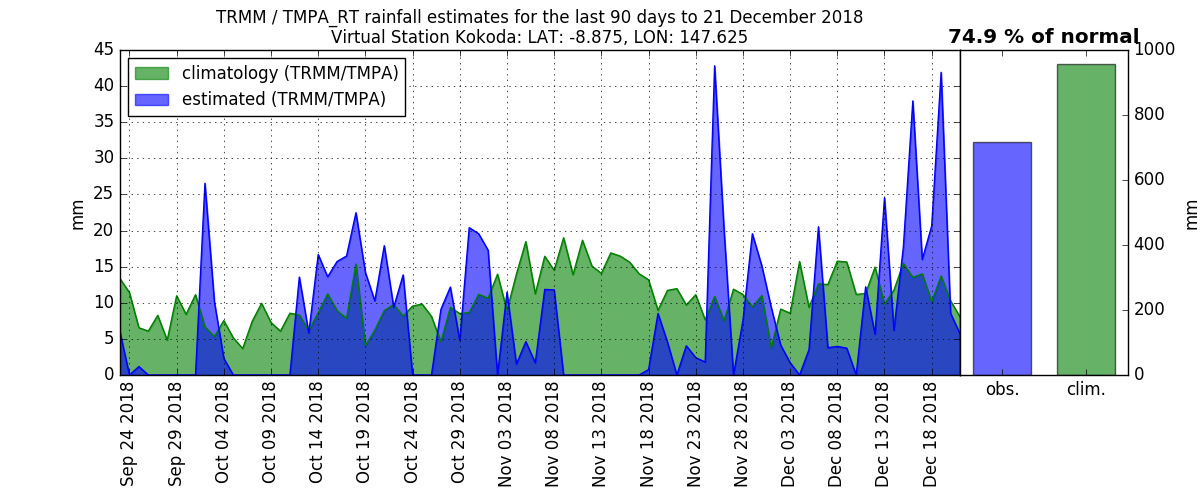 TRMM / TMPA_RT rainfall estimates for the last 90 days to 21 December 2018
Virtual Station Kokoda: LAT: -8.875, LON: 147.625
74.9 % of normal
climatology (TRMM/TMPA)
estimated (TRMM/TMPA)
45
40
35
30
25
20
15
10
5
0
mm
1000
800
600
400
200
0
mm
Sep 24 2018
Sep 29 2018
Oct 04 2018
Oct 09 2018
Oct 14 2018
Oct 19 2018
Oct 24 2018
Oct 29 2018
Nov 03 2018
Nov 08 2018
Nov 13 2018
Nov 18 2018
Nov 23 2018
Nov 28 2018
Dec 03 2018
Dec 08 2018
Dec 13 2018
Dec 18 2018
obs.
clim.